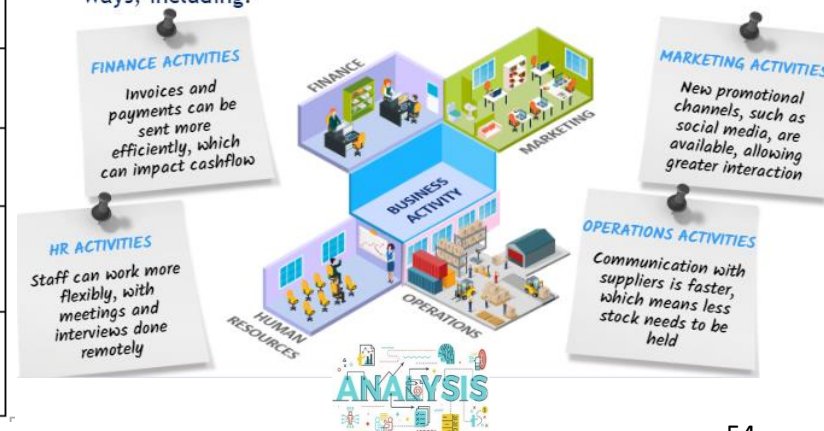 ways, including:
FINANCE ACTIVITIES
Invoices and
payments can be
sent more
efficiently, which
can impact cashflow
HR ACTIVITIES
Staff can work more
flexibly, with
meetings and
interviews done
remotely
FINANCE
MARKETING
BUSINESS
ACTIVITY
HUMAN
RESOURCES
OPERATIONS
MARKETING ACTIVITIES
New promotional
channels, such as
social media, are
available, allowing
greater interaction
OPERATIONS ACTIVITIES
Communication with
suppliers is faster,
which means less
stock needs to be
held
ANALYSIS